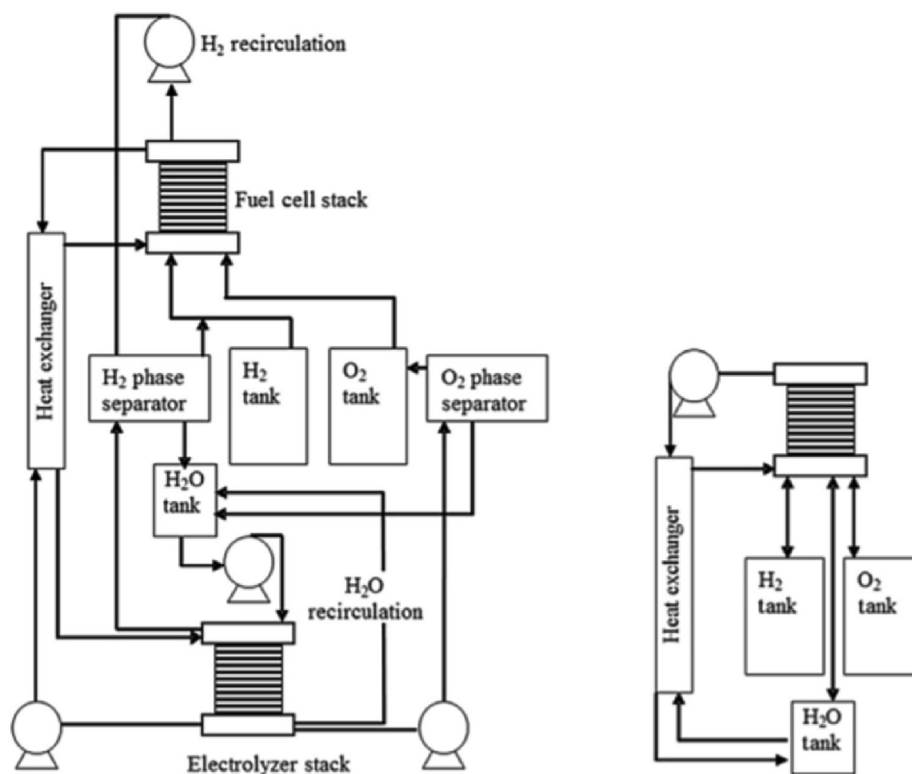 H₂ recirculation
Fuel cell stack
Heat exchanger
H₂ phase
separator
H₂
tank
O₂
tank
O₂ phase
separator
H₂O
tank
H₂O
recirculation
Electrolyzer stack
Heat exchanger
H₂
tank
O₂
tank
H₂O
tank